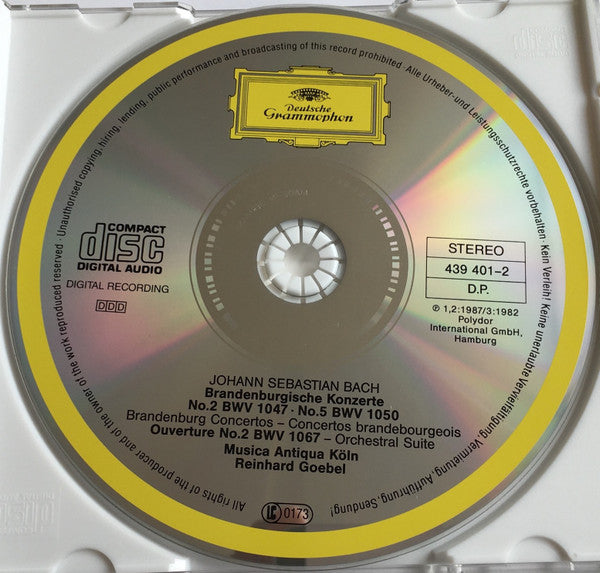 Unauthorised copying, hiring, lending, public performance and broadcasting of this record prohibited · Alle Urheber- und Leistungsschutzrechte vorbehalten · Kein Verleih! Keine unerlaubte Vervielfältigung, Vermietung, Aufführung, Sendung!
All rights of the producer and of the owner of the work reproduced reserved ·
Deutsche
Grammophon
COMPACT
disc
DIGITAL AUDIO
DIGITAL RECORDING
DDD
STEREO
439 401-2
D.P.
℗ 1,2:1987/3:1982
Polydor
International GmbH,
Hamburg
JOHANN SEBASTIAN BACH
Brandenburgische Konzerte
No.2 BWV 1047 · No.5 BWV 1050
Brandenburg Concertos – Concertos brandebourgeois
Ouverture No.2 BWV 1067 – Orchestral Suite
Musica Antiqua Köln
Reinhard Goebel
LC 0173